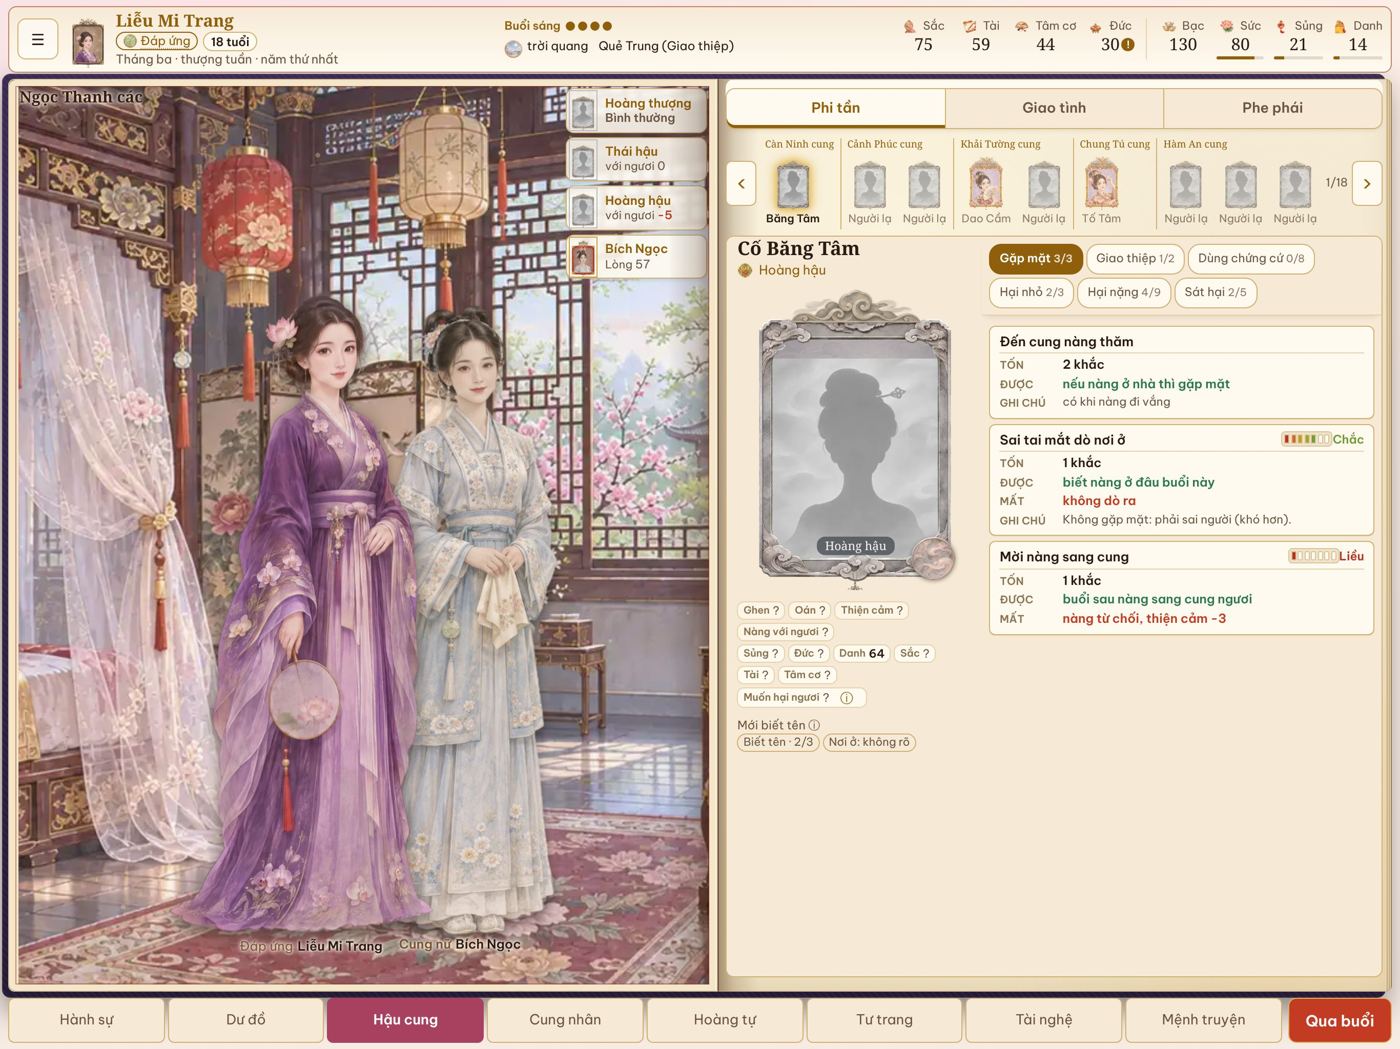 ☰
Liễu Mi Trang
Đáp ứng
18 tuổi
Tháng ba · thượng tuần · năm thứ nhất
Buổi sáng
trời quang Quẻ Trung (Giao thiệp)
Sắc
75
Tài
59
Tâm cơ
44
Đức
30 !
Bạc
130
Sức
80
Sủng
21
Danh
14
Ngọc Thanh các
Hoàng thượng
Bình thường
Thái hậu
với ngươi 0
Hoàng hậu
với ngươi -5
Bích Ngọc
Lòng 57
Đáp ứng Liễu Mi Trang
Cung nữ Bích Ngọc
Phi tần
Giao tình
Phe phái
Càn Ninh cung
Băng Tâm
Cảnh Phúc cung
Người lạ
Người lạ
Khải Tường cung
Dao Cầm
Người lạ
Chung Tú cung
Tố Tâm
Hàm An cung
Người lạ
Người lạ
Người lạ
1/18
Cố Băng Tâm
Hoàng hậu
Hoàng hậu
Ghen ?
Oán ?
Thiện cảm ?
Nàng với ngươi ?
Sủng ?
Đức ?
Danh 64
Sắc ?
Tài ?
Tâm cơ ?
Muốn hại ngươi ? ⓘ
Mới biết tên ⓘ
Biết tên · 2/3
Nơi ở: không rõ
Gặp mặt 3/3
Giao thiệp 1/2
Dùng chứng cứ 0/8
Hại nhỏ 2/3
Hại nặng 4/9
Sát hại 2/5
Đến cung nàng thăm
TỐN 2 khắc
ĐƯỢC nếu nàng ở nhà thì gặp mặt
GHI CHÚ có khi nàng đi vắng
Sai tai mắt dò nơi ở Chắc
TỐN 1 khắc
ĐƯỢC biết nàng ở đâu buổi này
MẤT không dò ra
GHI CHÚ Không gặp mặt: phải sai người (khó hơn).
Mời nàng sang cung Liều
TỐN 1 khắc
ĐƯỢC buổi sau nàng sang cung ngươi
MẤT nàng từ chối, thiện cảm -3
Hành sự
Dư đồ
Hậu cung
Cung nhân
Hoàng tự
Tư trang
Tài nghệ
Mệnh truyện
Qua buổi